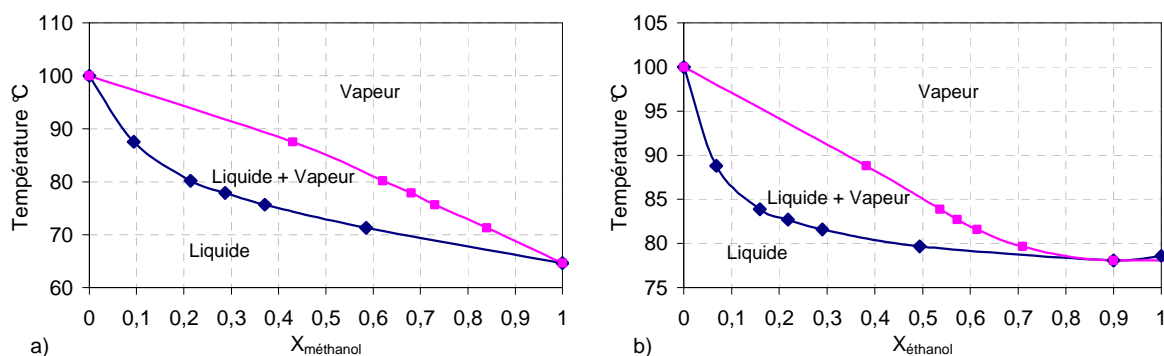 110
100
90
80
70
60
Température °C
Vapeur
Liquide + Vapeur
Liquide
0 0,1 0,2 0,3 0,4 0,5 0,6 0,7 0,8 0,9 1
a)
Xméthanol
105
100
95
90
85
80
75
Température °C
Vapeur
Liquide + Vapeur
Liquide
0 0,1 0,2 0,3 0,4 0,5 0,6 0,7 0,8 0,9 1
b)
Xéthanol